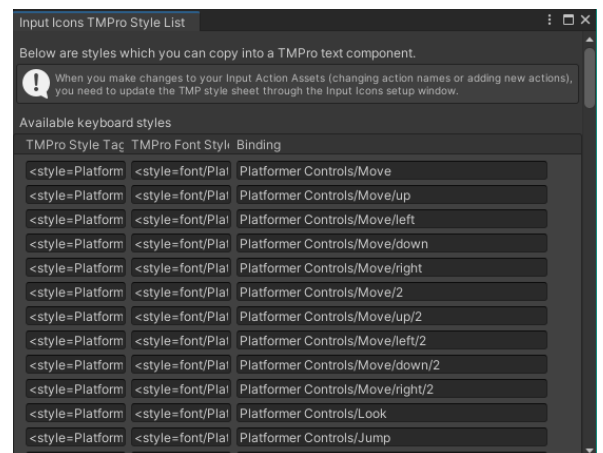 Input Icons TMPro Style List
Below are styles which you can copy into a TMPro text component.
When you make changes to your Input Action Assets (changing action names or adding new actions),
you need to update the TMP style sheet through the Input Icons setup window.
Available keyboard styles
TMPro Style Tag TMPro Font Style Binding
<style=Platform <style=font/Plat Platformer Controls/Move
<style=Platform <style=font/Plat Platformer Controls/Move/up
<style=Platform <style=font/Plat Platformer Controls/Move/left
<style=Platform <style=font/Plat Platformer Controls/Move/down
<style=Platform <style=font/Plat Platformer Controls/Move/right
<style=Platform <style=font/Plat Platformer Controls/Move/2
<style=Platform <style=font/Plat Platformer Controls/Move/up/2
<style=Platform <style=font/Plat Platformer Controls/Move/left/2
<style=Platform <style=font/Plat Platformer Controls/Move/down/2
<style=Platform <style=font/Plat Platformer Controls/Move/right/2
<style=Platform <style=font/Plat Platformer Controls/Look
<style=Platform <style=font/Plat Platformer Controls/Jump